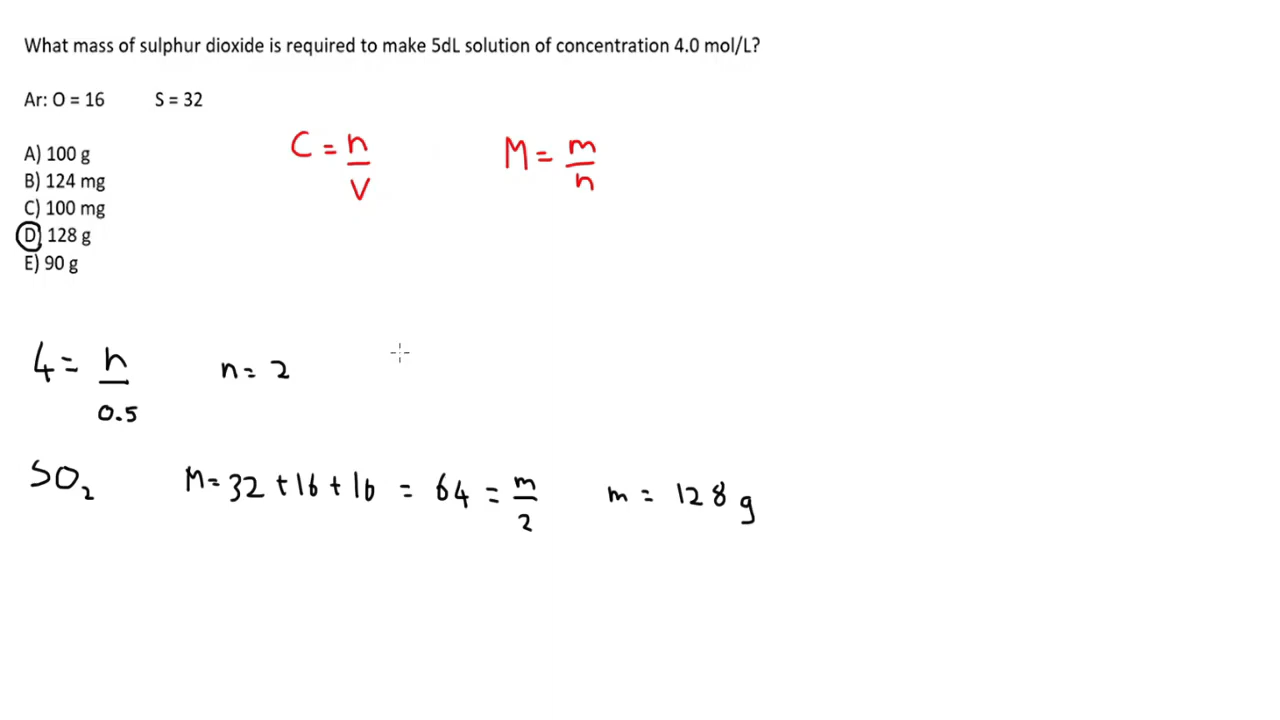 What mass of sulphur dioxide is required to make 5dL solution of concentration 4.0 mol/L?
Ar: O = 16 S = 32
C = n/V M = m/n
A) 100 g
B) 124 mg
C) 100 mg
D) 128 g
E) 90 g
4 = n/0.5 n = 2
SO₂ M = 32 + 16 + 16 = 64 = m/2 m = 128 g